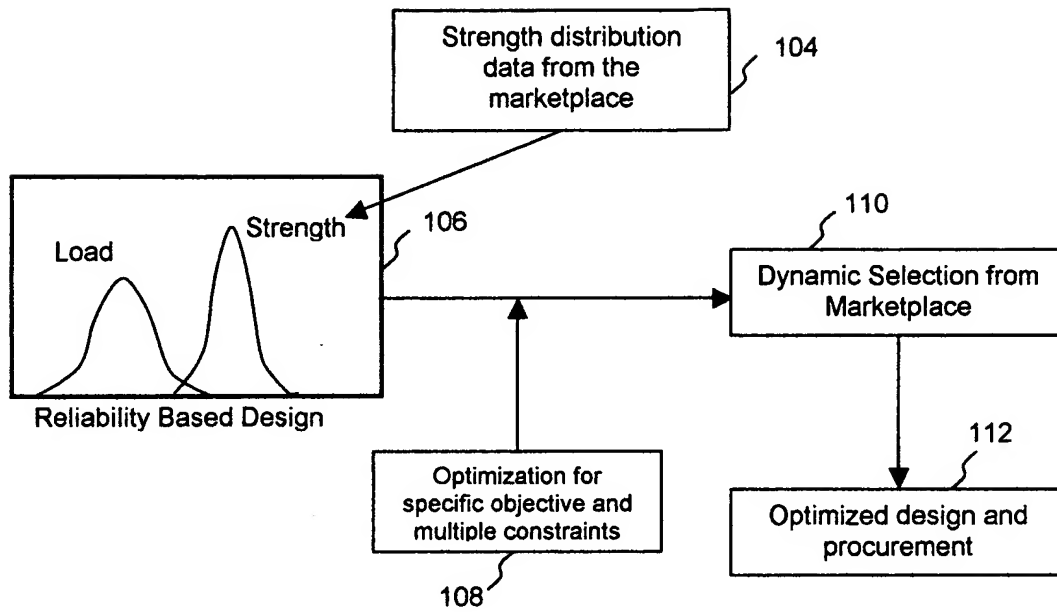 Strength distribution
data from the
marketplace
104
Load
Strength
106
Reliability Based Design
110
Dynamic Selection from
Marketplace
Optimization for
specific objective and
multiple constraints
108
112
Optimized design and
procurement